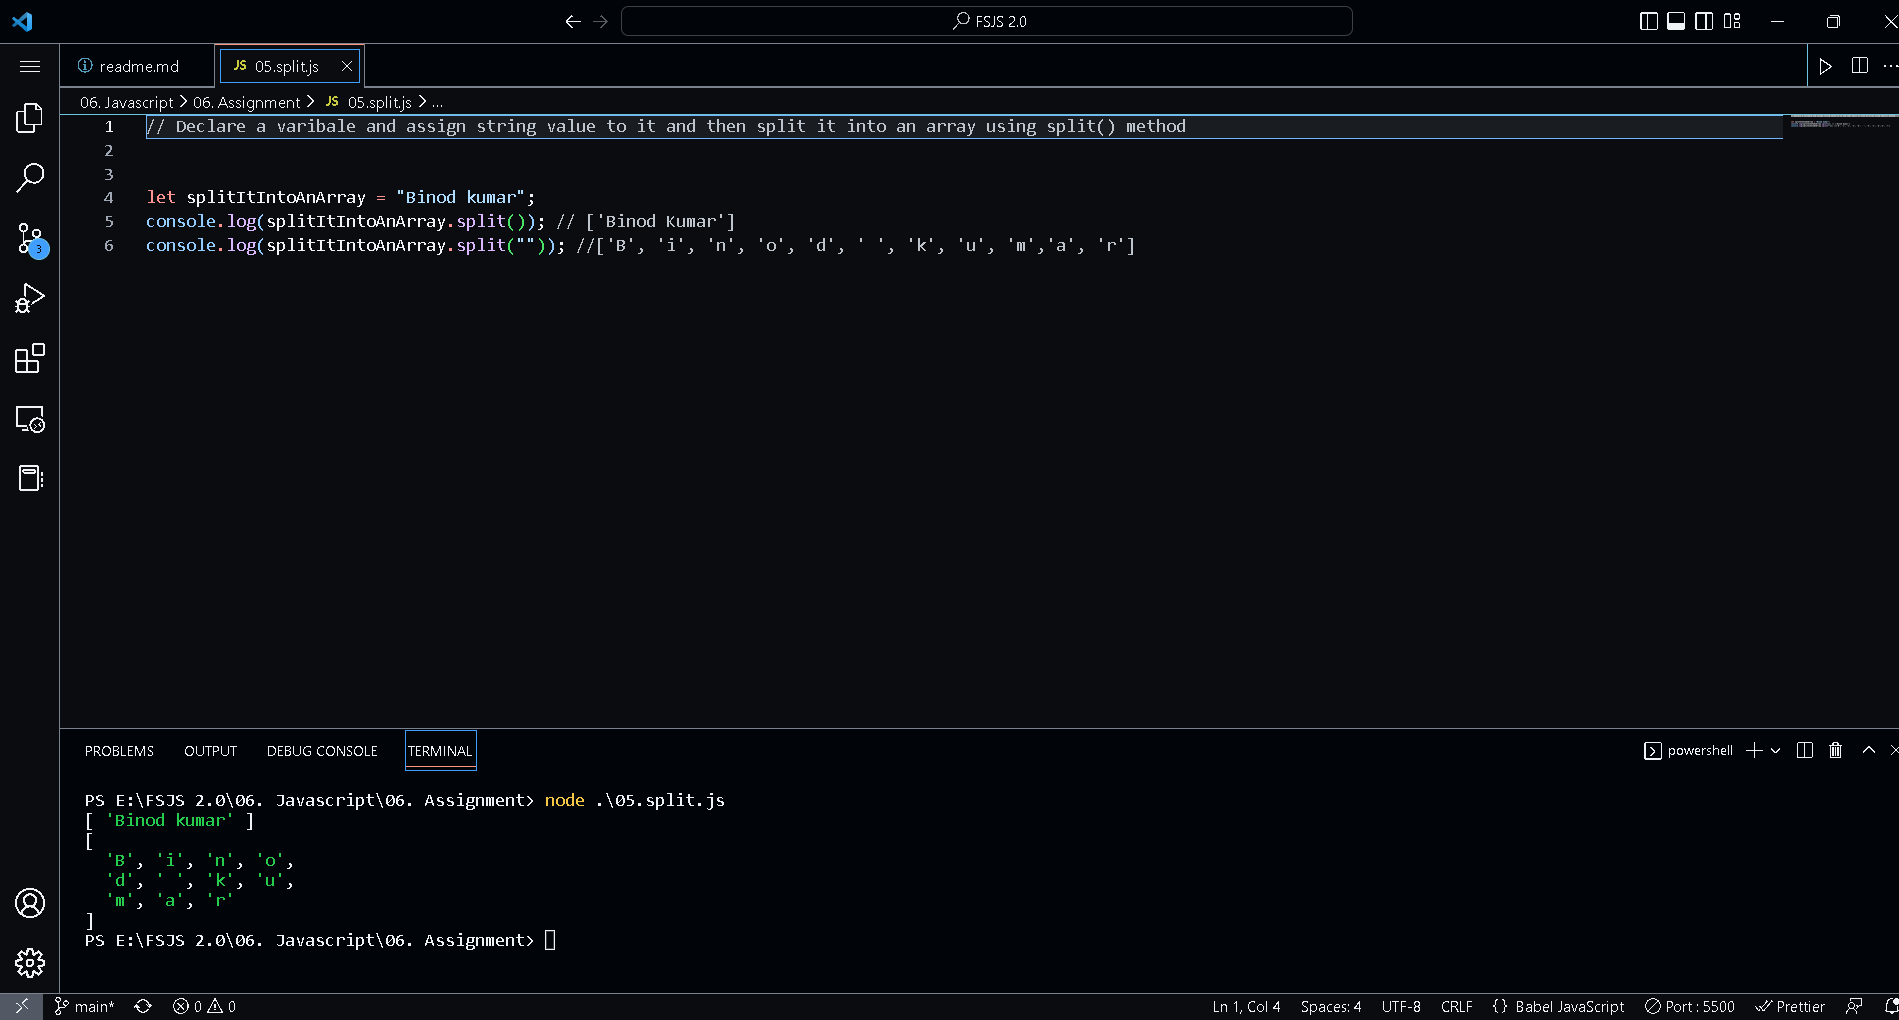 FSJS 2.0
readme.md
JS 05.split.js
06. Javascript > 06. Assignment > JS 05.split.js > ...
1 // Declare a varibale and assign string value to it and then split it into an array using split() method
2
3
4 let splitItIntoAnArray = "Binod kumar";
5 console.log(splitItIntoAnArray.split()); // ['Binod Kumar']
6 console.log(splitItIntoAnArray.split("")); //['B', 'i', 'n', 'o', 'd', ' ', 'k', 'u', 'm','a', 'r']
3
PROBLEMS OUTPUT DEBUG CONSOLE TERMINAL
powershell
PS E:\FSJS 2.0\06. Javascript\06. Assignment> node .\05.split.js
[ 'Binod kumar' ]
[
'B', 'i', 'n', 'o',
'd', ' ', 'k', 'u',
'm', 'a', 'r'
]
PS E:\FSJS 2.0\06. Javascript\06. Assignment>
main* 0 0 Ln 1, Col 4 Spaces: 4 UTF-8 CRLF {} Babel JavaScript Port : 5500 Prettier